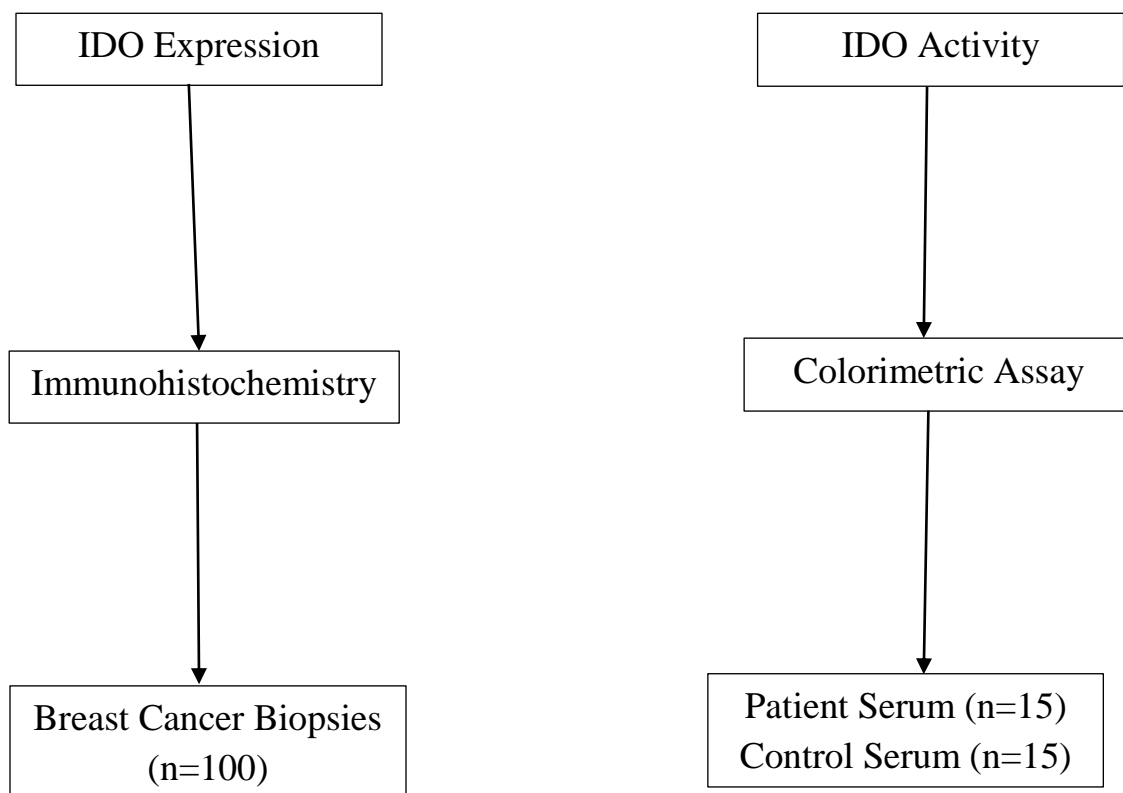 IDO Expression
IDO Activity
Immunohistochemistry
Colorimetric Assay
Breast Cancer Biopsies
(n=100)
Patient Serum (n=15)
Control Serum (n=15)